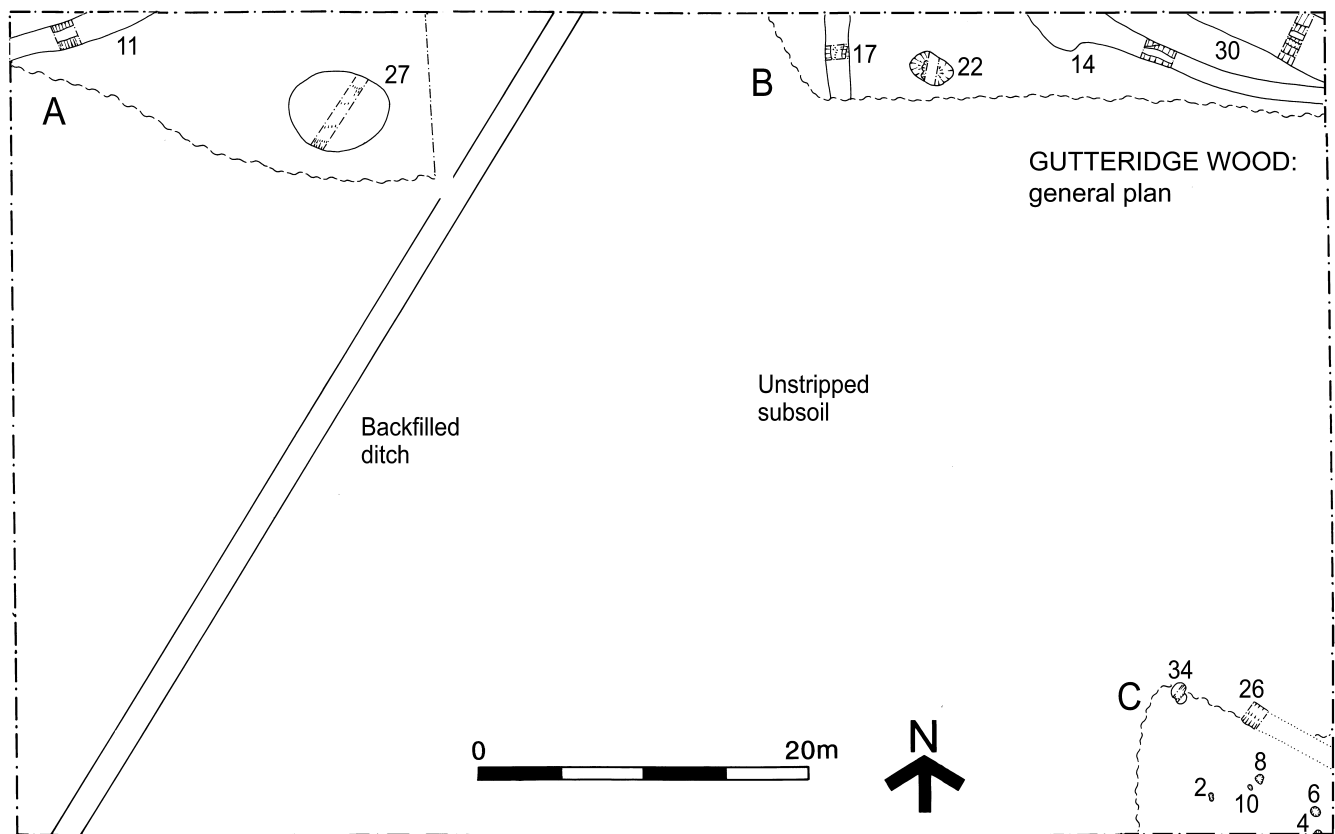 11
27
A
B
17
22
14
30
GUTTERIDGE WOOD:
general plan
Unstripped
subsoil
Backfilled
ditch
C
34
26
8
2
10
6
4
0
20m
N